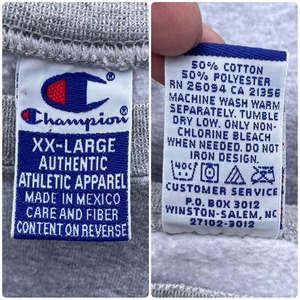 Champion
XX-LARGE
AUTHENTIC
ATHLETIC APPAREL
MADE IN MEXICO
CARE AND FIBER
CONTENT ON REVERSE
50% COTTON
50% POLYESTER
RN 26094 CA 21356
MACHINE WASH WARM
SEPARATELY. TUMBLE
DRY LOW. ONLY NON-
CHLORINE BLEACH
WHEN NEEDED. DO NOT
IRON DESIGN.
40°C
CUSTOMER SERVICE
P.O. BOX 3012
WINSTON-SALEM, NC
27102-3012